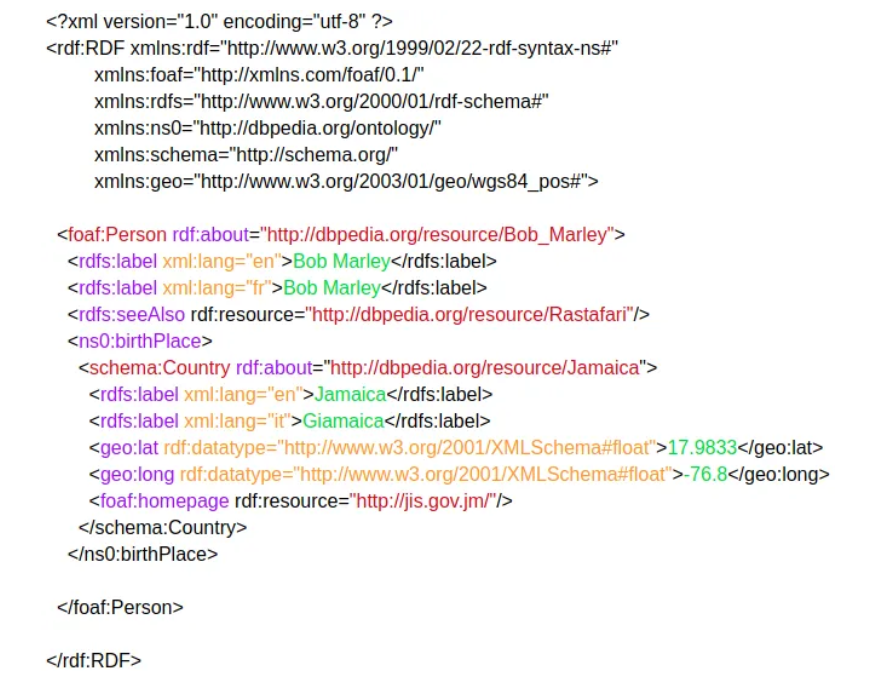 <?xml version="1.0" encoding="utf-8" ?>
<rdf:RDF xmlns:rdf="http://www.w3.org/1999/02/22-rdf-syntax-ns#"
xmlns:foaf="http://xmlns.com/foaf/0.1/"
xmlns:rdfs="http://www.w3.org/2000/01/rdf-schema#"
xmlns:ns0="http://dbpedia.org/ontology/"
xmlns:schema="http://schema.org/"
xmlns:geo="http://www.w3.org/2003/01/geo/wgs84_pos#">
<foaf:Person rdf:about="http://dbpedia.org/resource/Bob_Marley">
<rdfs:label xml:lang="en">Bob Marley</rdfs:label>
<rdfs:label xml:lang="fr">Bob Marley</rdfs:label>
<rdfs:seeAlso rdf:resource="http://dbpedia.org/resource/Rastafari"/>
<ns0:birthPlace>
<schema:Country rdf:about="http://dbpedia.org/resource/Jamaica">
<rdfs:label xml:lang="en">Jamaica</rdfs:label>
<rdfs:label xml:lang="it">Giamaica</rdfs:label>
<geo:lat rdf:datatype="http://www.w3.org/2001/XMLSchema#float">17.9833</geo:lat>
<geo:long rdf:datatype="http://www.w3.org/2001/XMLSchema#float">-76.8</geo:long>
<foaf:homepage rdf:resource="http://jis.gov.jm/"/>
</schema:Country>
</ns0:birthPlace>
</foaf:Person>
</rdf:RDF>